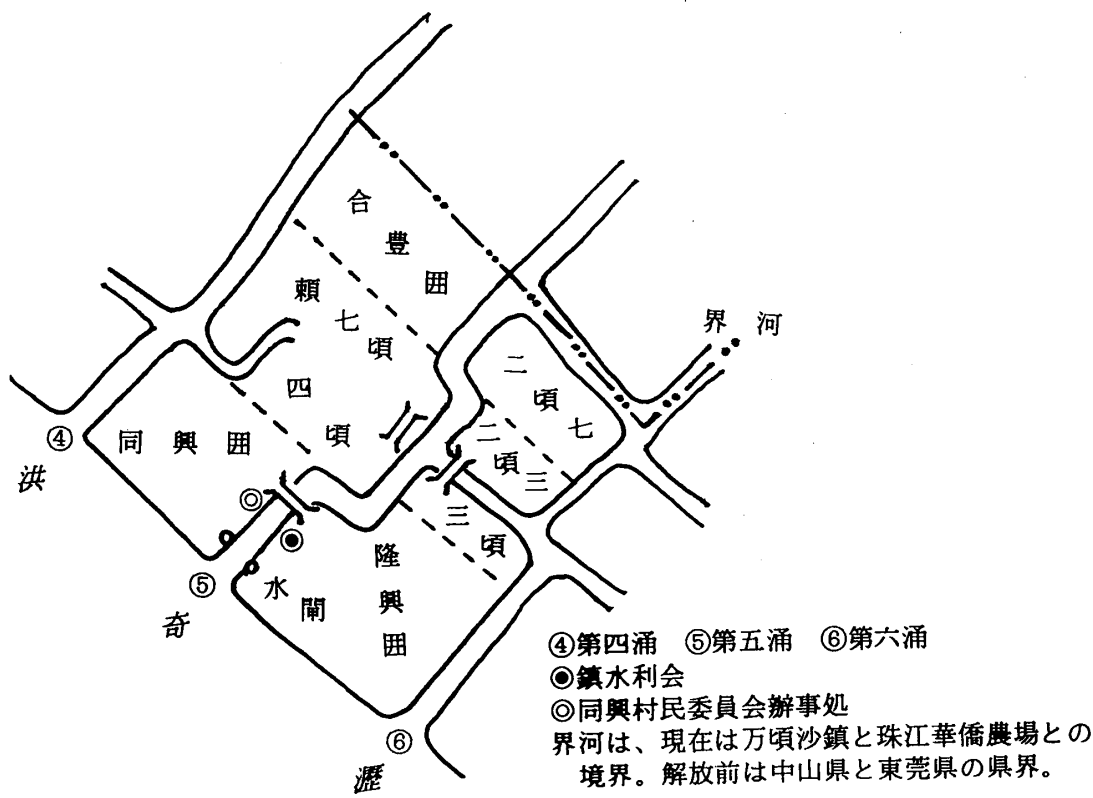 合豊囲
頼七頃
四頃
同興囲
二頃七
二頃三
三頃
隆興囲
水閘
界河
④
⑤
⑥
洪奇瀝
④第四涌 ⑤第五涌 ⑥第六涌
◉鎮水利会
◎同興村民委員会辦事処
界河は、現在は万頃沙鎮と珠江華僑農場との
境界。解放前は中山県と東莞県の県界。